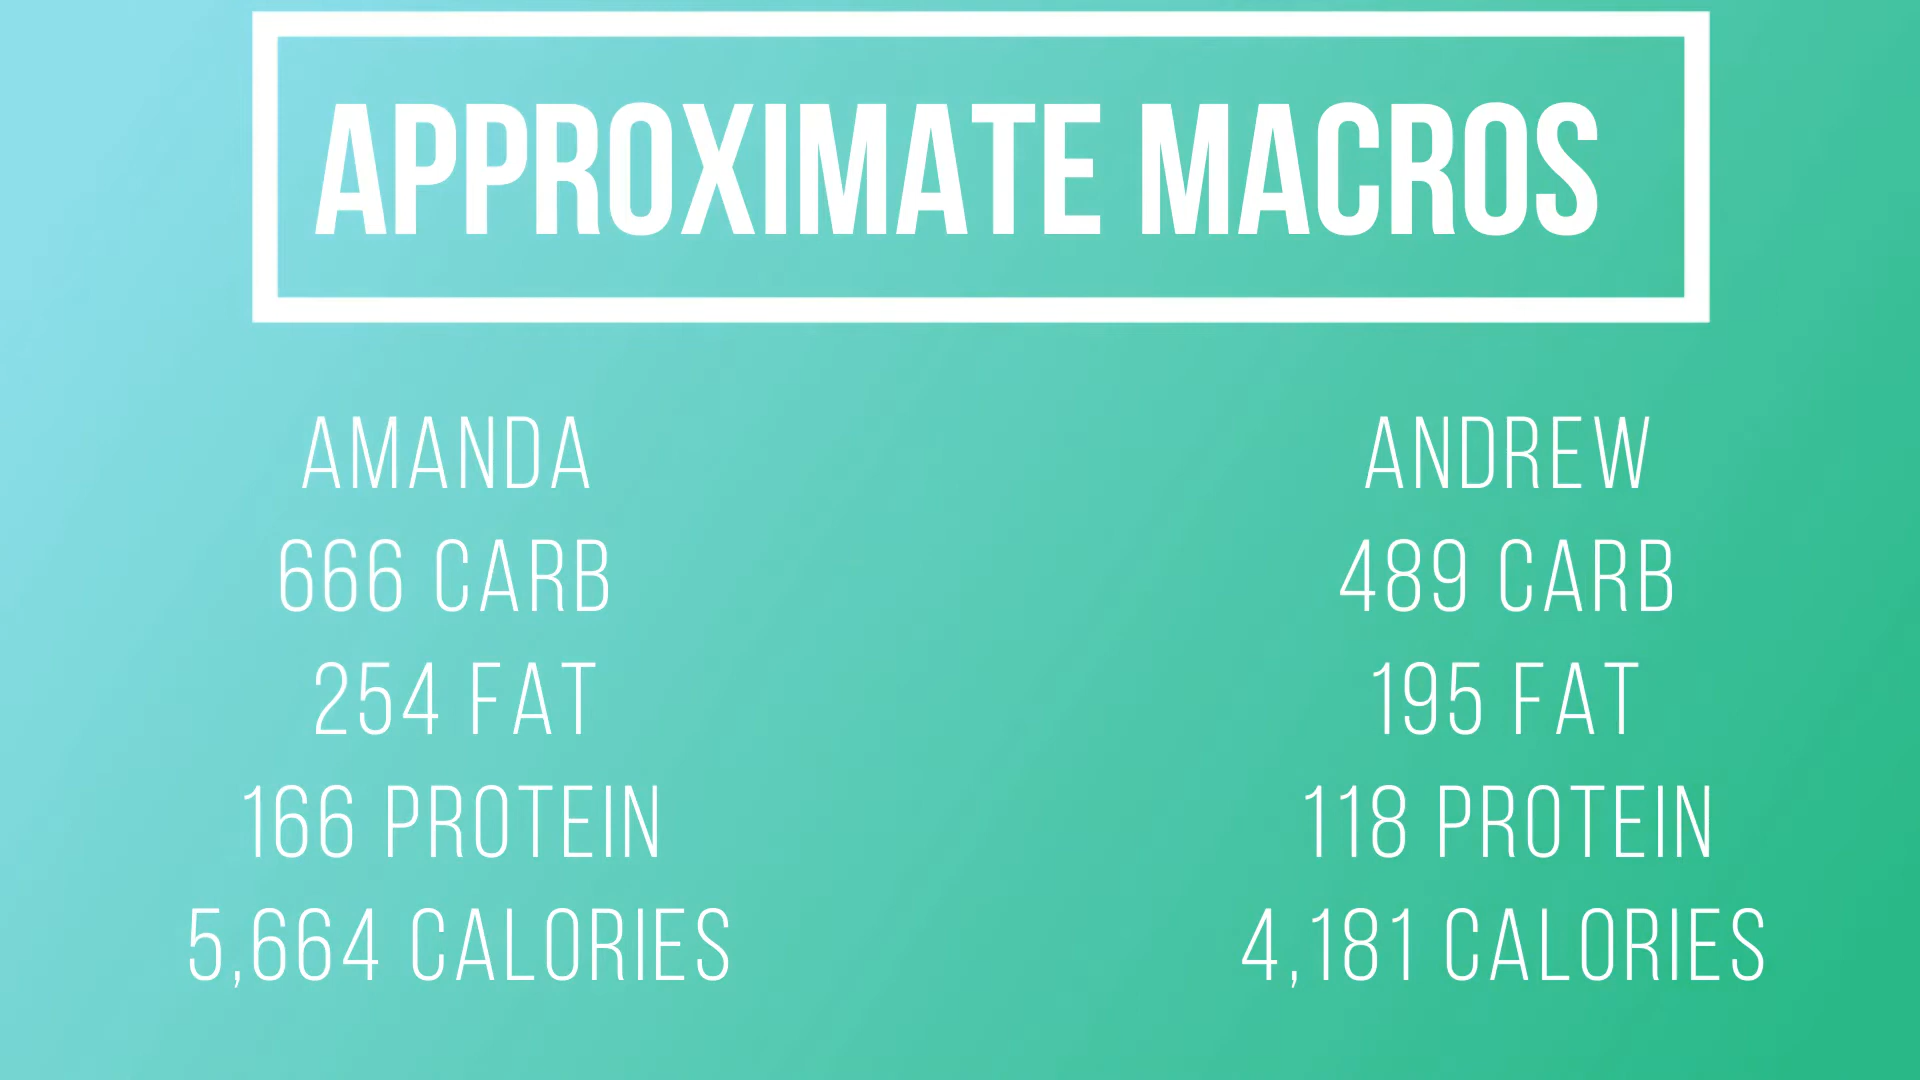 APPROXIMATE MACROS
AMANDA
666 CARB
254 FAT
166 PROTEIN
5,664 CALORIES
ANDREW
489 CARB
195 FAT
118 PROTEIN
4,181 CALORIES